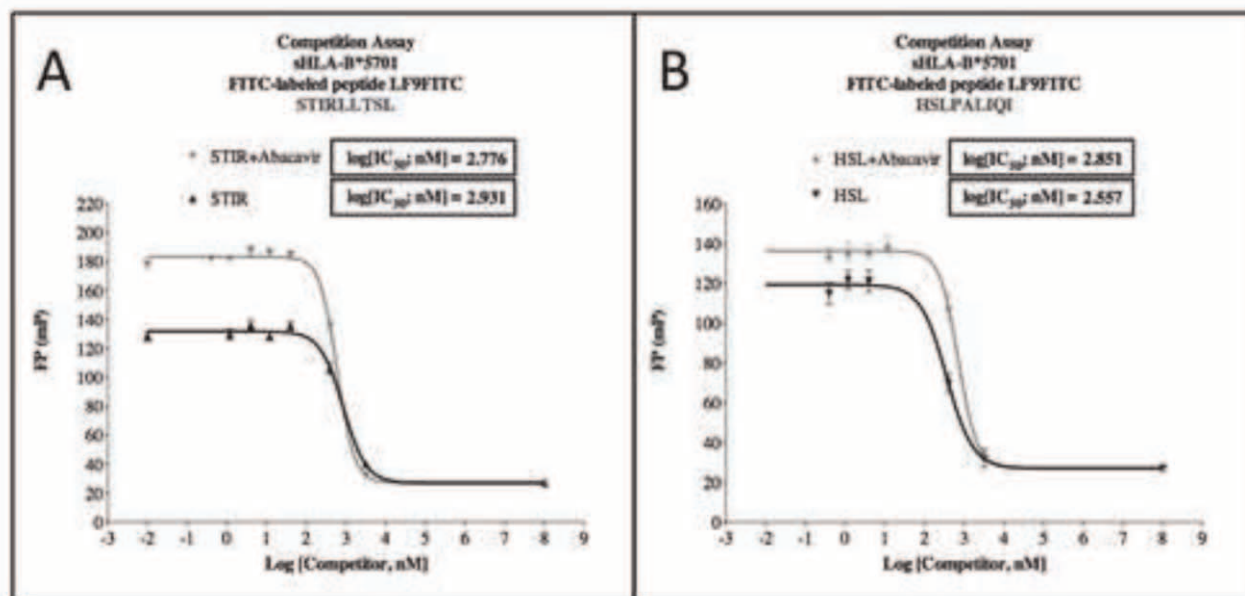 A
Competition Assay
sHLA-B*5701
FITC-labeled peptide LF9FITC
STIRLLTSL
STIR+Abacavir
log[IC50; nM] = 2.776
STIR
log[IC50; nM] = 2.931
FP (mP)
220
200
180
160
140
120
100
80
60
40
20
0
-3 -2 -1 0 1 2 3 4 5 6 7 8 9
Log [Competitor, nM]
B
Competition Assay
sHLA-B*5701
FITC-labeled peptide LF9FITC
HSLPALIQI
HSL+Abacavir
log[IC50; nM] = 2.851
HSL
log[IC50; nM] = 2.557
FP (mP)
160
140
120
100
80
60
40
20
0
-3 -2 -1 0 1 2 3 4 5 6 7 8 9
Log [Competitor, nM]